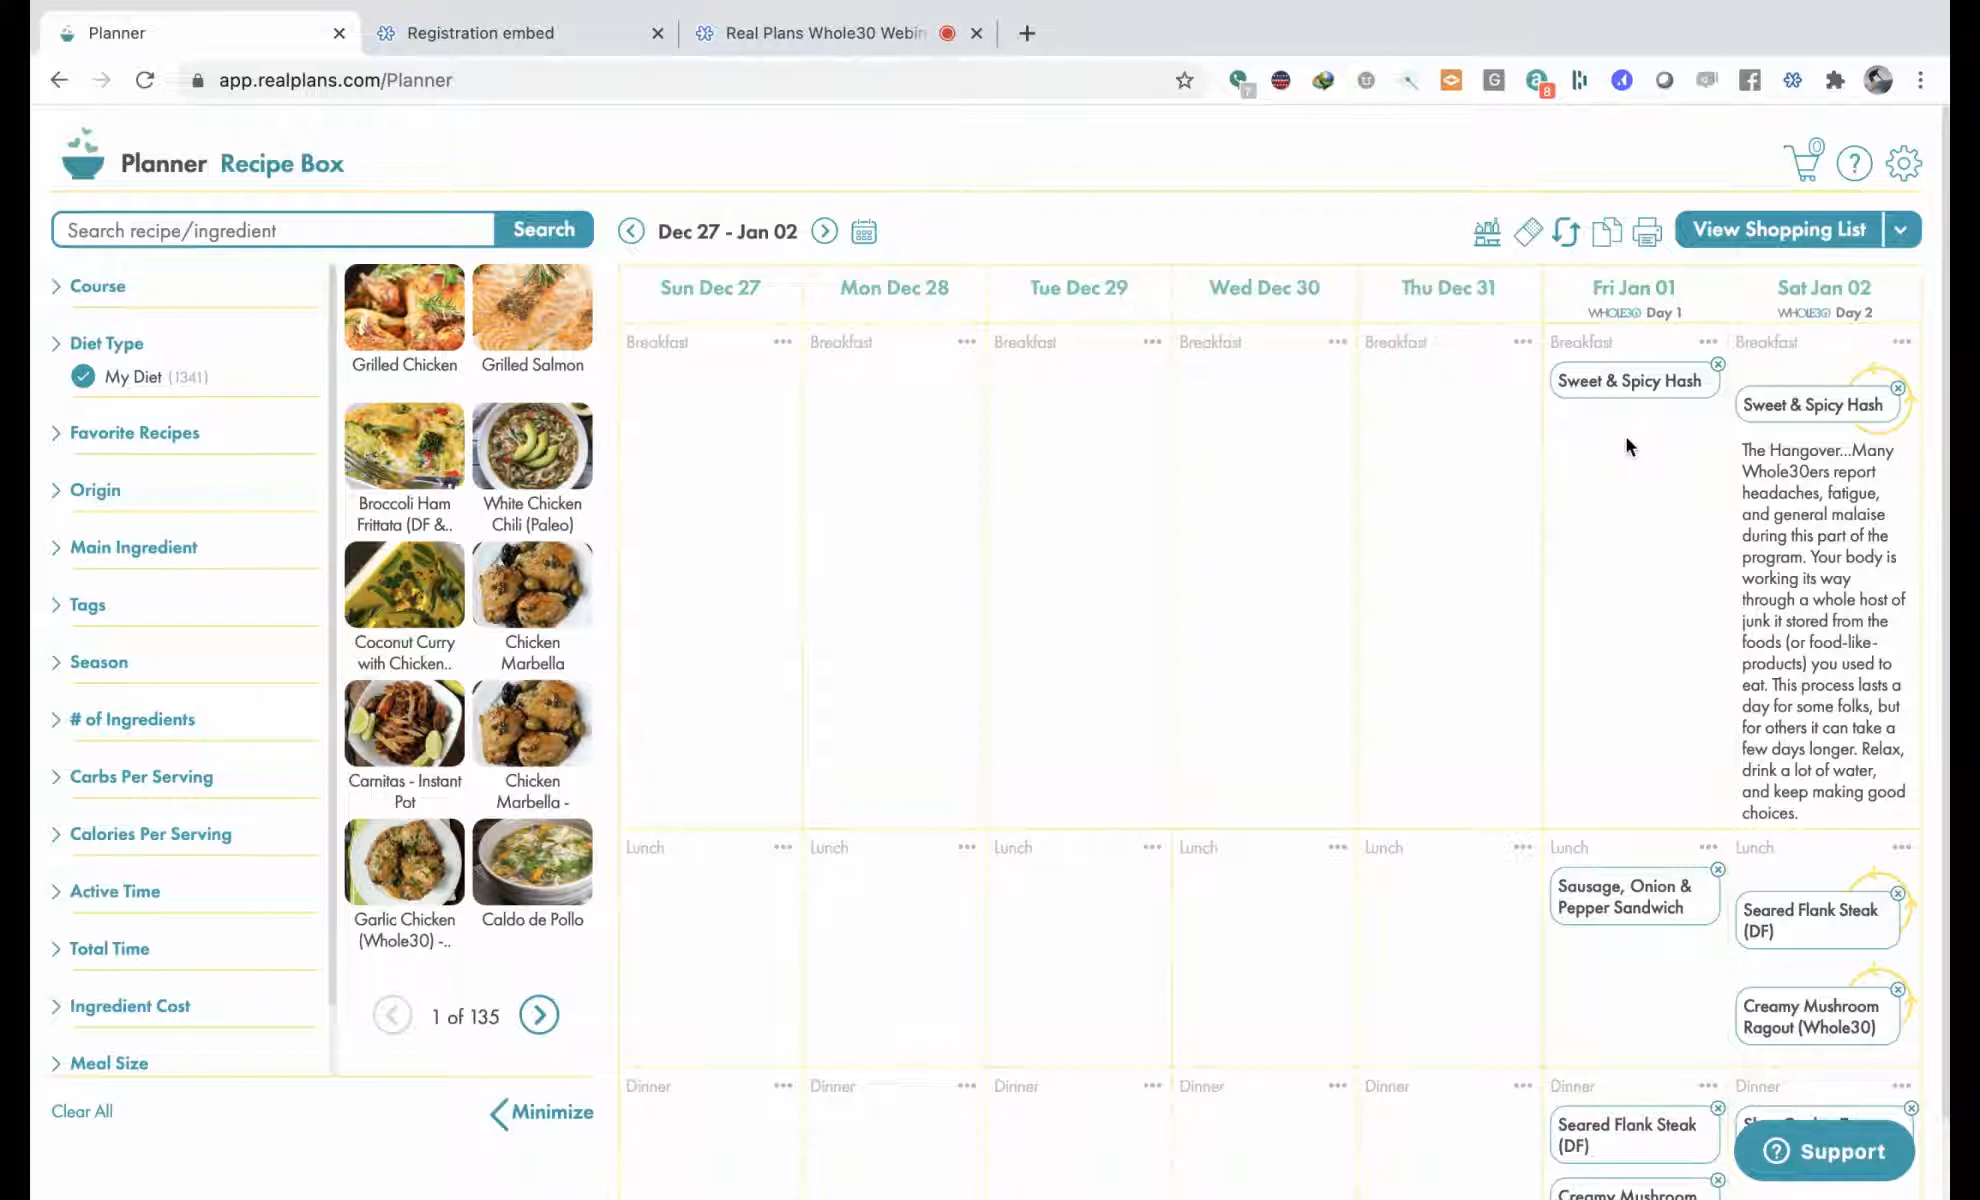 Planner
Registration embed
Real Plans Whole30 Webin
app.realplans.com/Planner
7
G
8
Planner Recipe Box
0
?
Search recipe/ingredient
Search
Dec 27 - Jan 02
View Shopping List
Course
Diet Type
My Diet (1341)
Favorite Recipes
Origin
Main Ingredient
Tags
Season
# of Ingredients
Carbs Per Serving
Calories Per Serving
Active Time
Total Time
Ingredient Cost
Meal Size
Clear All
Minimize
Grilled Chicken
Grilled Salmon
Broccoli Ham
Frittata (DF &..
White Chicken
Chili (Paleo)
Coconut Curry
with Chicken..
Chicken
Marbella
Carnitas - Instant
Pot
Chicken
Marbella -
Garlic Chicken
(Whole30) -..
Caldo de Pollo
1 of 135
Sun Dec 27
Mon Dec 28
Tue Dec 29
Wed Dec 30
Thu Dec 31
Fri Jan 01
WHOLE30 Day 1
Sat Jan 02
WHOLE30 Day 2
Breakfast
Breakfast
Breakfast
Breakfast
Breakfast
Breakfast
Breakfast
Sweet & Spicy Hash
Sweet & Spicy Hash
The Hangover...Many
Whole30ers report
headaches, fatigue,
and general malaise
during this part of the
program. Your body is
working its way
through a whole host of
junk it stored from the
foods (or food-like-
products) you used to
eat. This process lasts a
day for some folks, but
for others it can take a
few days longer. Relax,
drink a lot of water,
and keep making good
choices.
Lunch
Lunch
Lunch
Lunch
Lunch
Lunch
Lunch
Sausage, Onion &
Pepper Sandwich
Seared Flank Steak
(DF)
Creamy Mushroom
Ragout (Whole30)
Dinner
Dinner
Dinner
Dinner
Dinner
Dinner
Dinner
Seared Flank Steak
(DF)
Creamy Mushroom
? Support